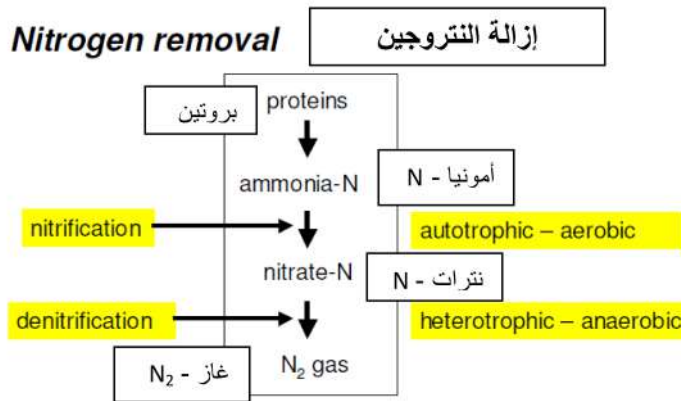 Nitrogen removal
إزالة النتروجين
بروتين
proteins
ammonia-N
أمونيا - N
nitrification
autotrophic – aerobic
nitrate-N
نترات - N
denitrification
heterotrophic – anaerobic
غاز - N₂
N₂ gas